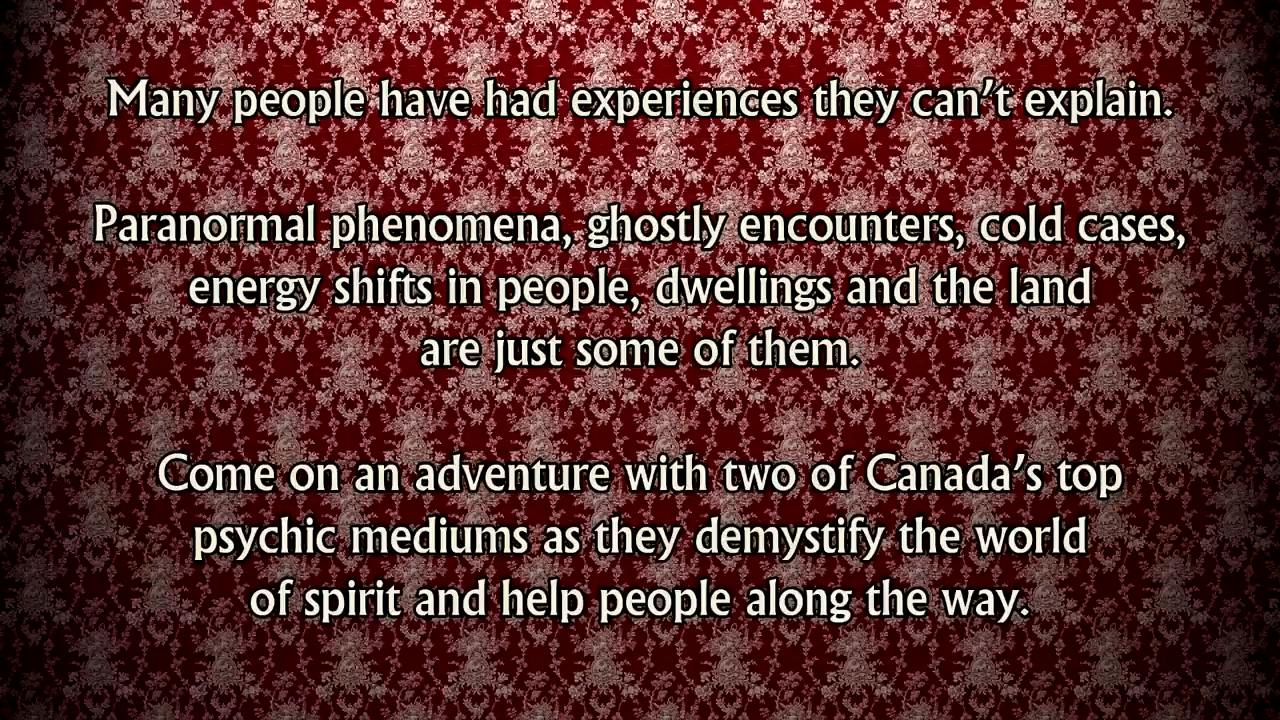 Many people have had experiences they can’t explain.
Paranormal phenomena, ghostly encounters, cold cases,
energy shifts in people, dwellings and the land
are just some of them.
Come on an adventure with two of Canada’s top
psychic mediums as they demystify the world
of spirit and help people along the way.